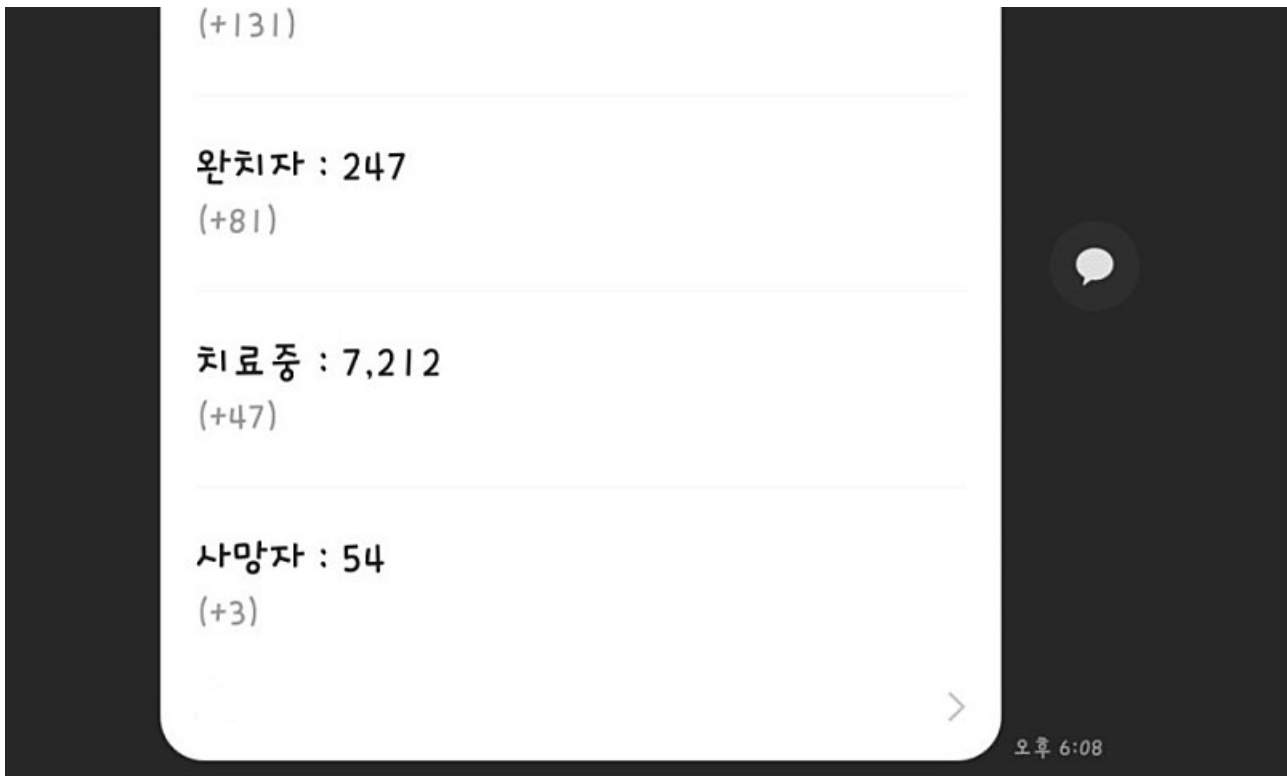 (+131)
완치자 : 247
(+81)
치료중 : 7,212
(+47)
사망자 : 54
(+3)
오후 6:08